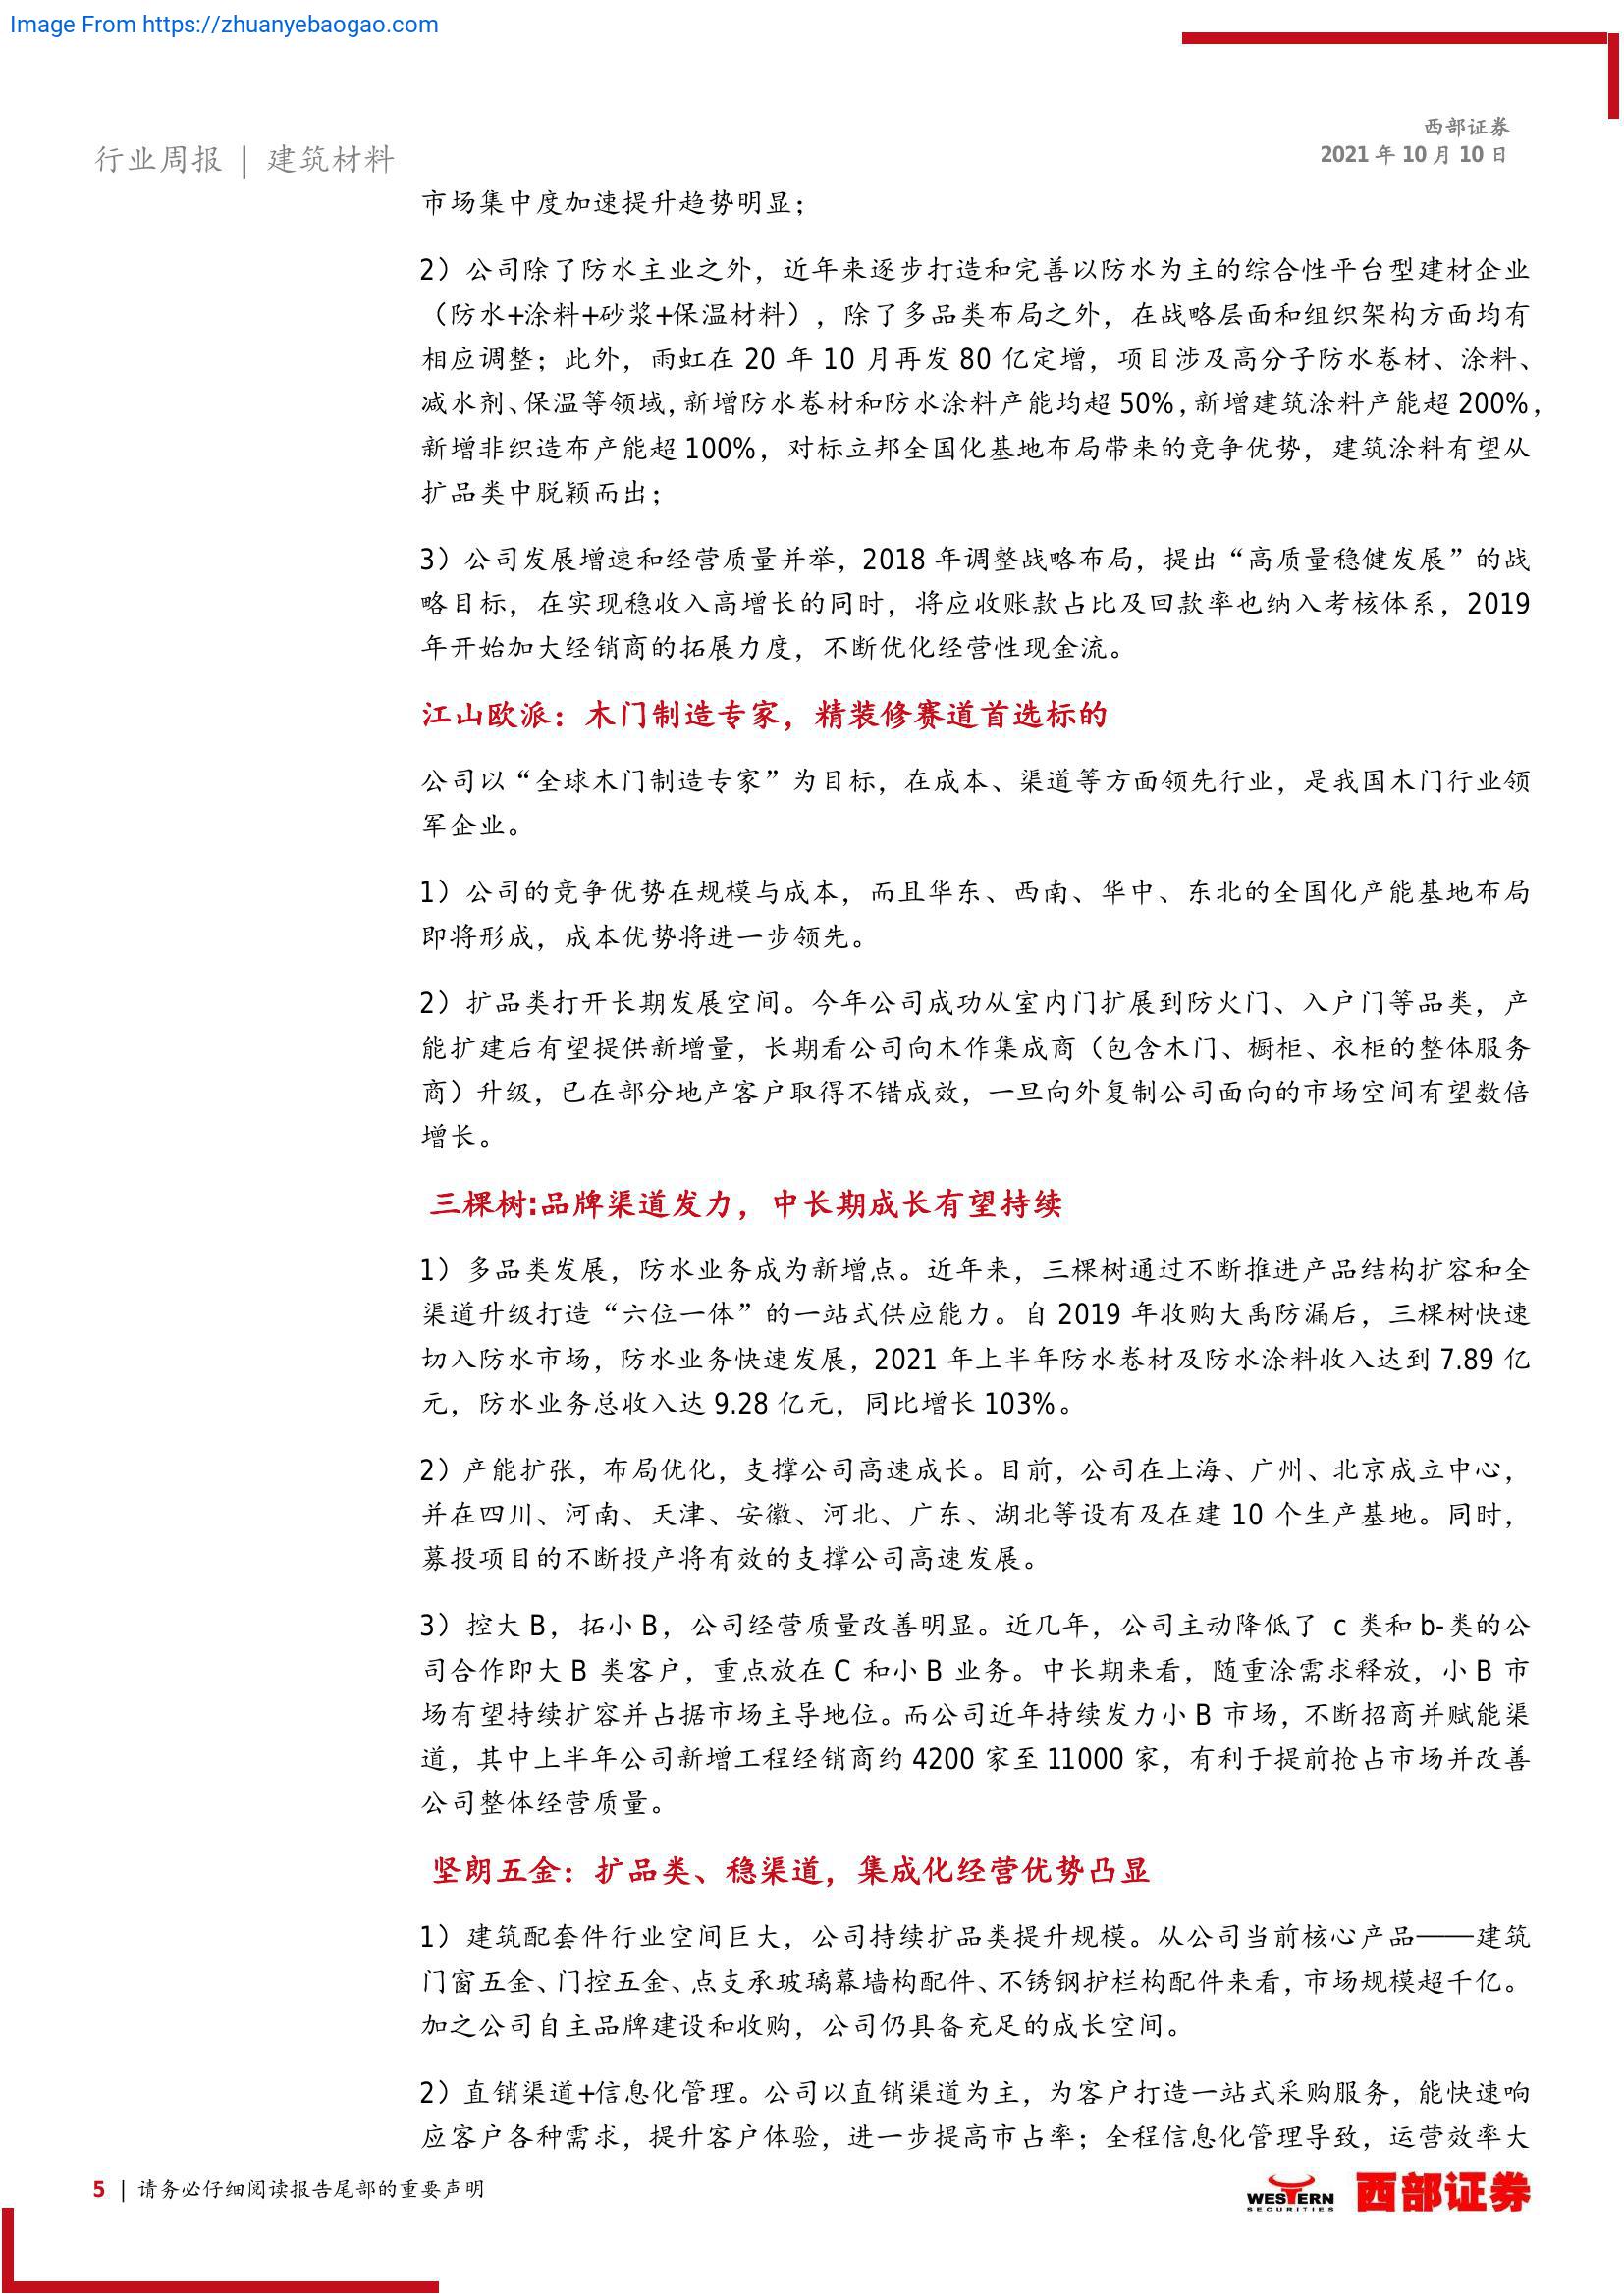 Image From https://zhuanyebaogao.com
西部证券
2021 年 10 月 10 日
行业周报 | 建筑材料
市场集中度加速提升趋势明显；
2）公司除了防水主业之外，近年来逐步打造和完善以防水为主的综合性平台型建材企业
（防水+涂料+砂浆+保温材料），除了多品类布局之外，在战略层面和组织架构方面均有
相应调整；此外，雨虹在 20 年 10 月再发 80 亿定增，项目涉及高分子防水卷材、涂料、
减水剂、保温等领域，新增防水卷材和防水涂料产能均超 50%，新增建筑涂料产能超 200%，
新增非织造布产能超 100%，对标立邦全国化基地布局带来的竞争优势，建筑涂料有望从
扩品类中脱颖而出；
3）公司发展增速和经营质量并举，2018 年调整战略布局，提出“高质量稳健发展”的战
略目标，在实现稳收入高增长的同时，将应收账款占比及回款率也纳入考核体系，2019
年开始加大经销商的拓展力度，不断优化经营性现金流。
江山欧派：木门制造专家，精装修赛道首选标的
公司以“全球木门制造专家”为目标，在成本、渠道等方面领先行业，是我国木门行业领
军企业。
1）公司的竞争优势在规模与成本，而且华东、西南、华中、东北的全国化产能基地布局
即将形成，成本优势将进一步领先。
2）扩品类打开长期发展空间。今年公司成功从室内门扩展到防火门、入户门等品类，产
能扩建后有望提供新增量，长期看公司向木作集成商（包含木门、橱柜、衣柜的整体服务
商）升级，已在部分地产客户取得不错成效，一旦向外复制公司面向的市场空间有望数倍
增长。
三棵树:品牌渠道发力，中长期成长有望持续
1）多品类发展，防水业务成为新增点。近年来，三棵树通过不断推进产品结构扩容和全
渠道升级打造“六位一体”的一站式供应能力。自 2019 年收购大禹防漏后，三棵树快速
切入防水市场，防水业务快速发展，2021 年上半年防水卷材及防水涂料收入达到 7.89 亿
元，防水业务总收入达 9.28 亿元，同比增长 103%。
2）产能扩张，布局优化，支撑公司高速成长。目前，公司在上海、广州、北京成立中心，
并在四川、河南、天津、安徽、河北、广东、湖北等设有及在建 10 个生产基地。同时，
募投项目的不断投产将有效的支撑公司高速发展。
3）控大 B，拓小 B，公司经营质量改善明显。近几年，公司主动降低了 c 类和 b-类的公
司合作即大 B 类客户，重点放在 C 和小 B 业务。中长期来看，随重涂需求释放，小 B 市
场有望持续扩容并占据市场主导地位。而公司近年持续发力小 B 市场，不断招商并赋能渠
道，其中上半年公司新增工程经销商约 4200 家至 11000 家，有利于提前抢占市场并改善
公司整体经营质量。
坚朗五金：扩品类、稳渠道，集成化经营优势凸显
1）建筑配套件行业空间巨大，公司持续扩品类提升规模。从公司当前核心产品——建筑
门窗五金、门控五金、点支承玻璃幕墙构配件、不锈钢护栏构配件来看，市场规模超千亿。
加之公司自主品牌建设和收购，公司仍具备充足的成长空间。
2）直销渠道+信息化管理。公司以直销渠道为主，为客户打造一站式采购服务，能快速响
应客户各种需求，提升客户体验，进一步提高市占率；全程信息化管理导致，运营效率大
5 | 请务必仔细阅读报告尾部的重要声明
WESTERN
SECURITIES
西部证券